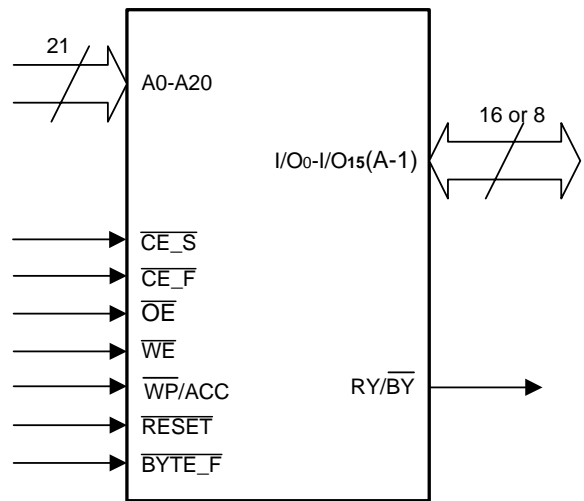 21
A0-A20
16 or 8
I/O0-I/O15(A-1)
CE_S
CE_F
OE
WE
WP/ACC
RY/BY
RESET
BYTE_F